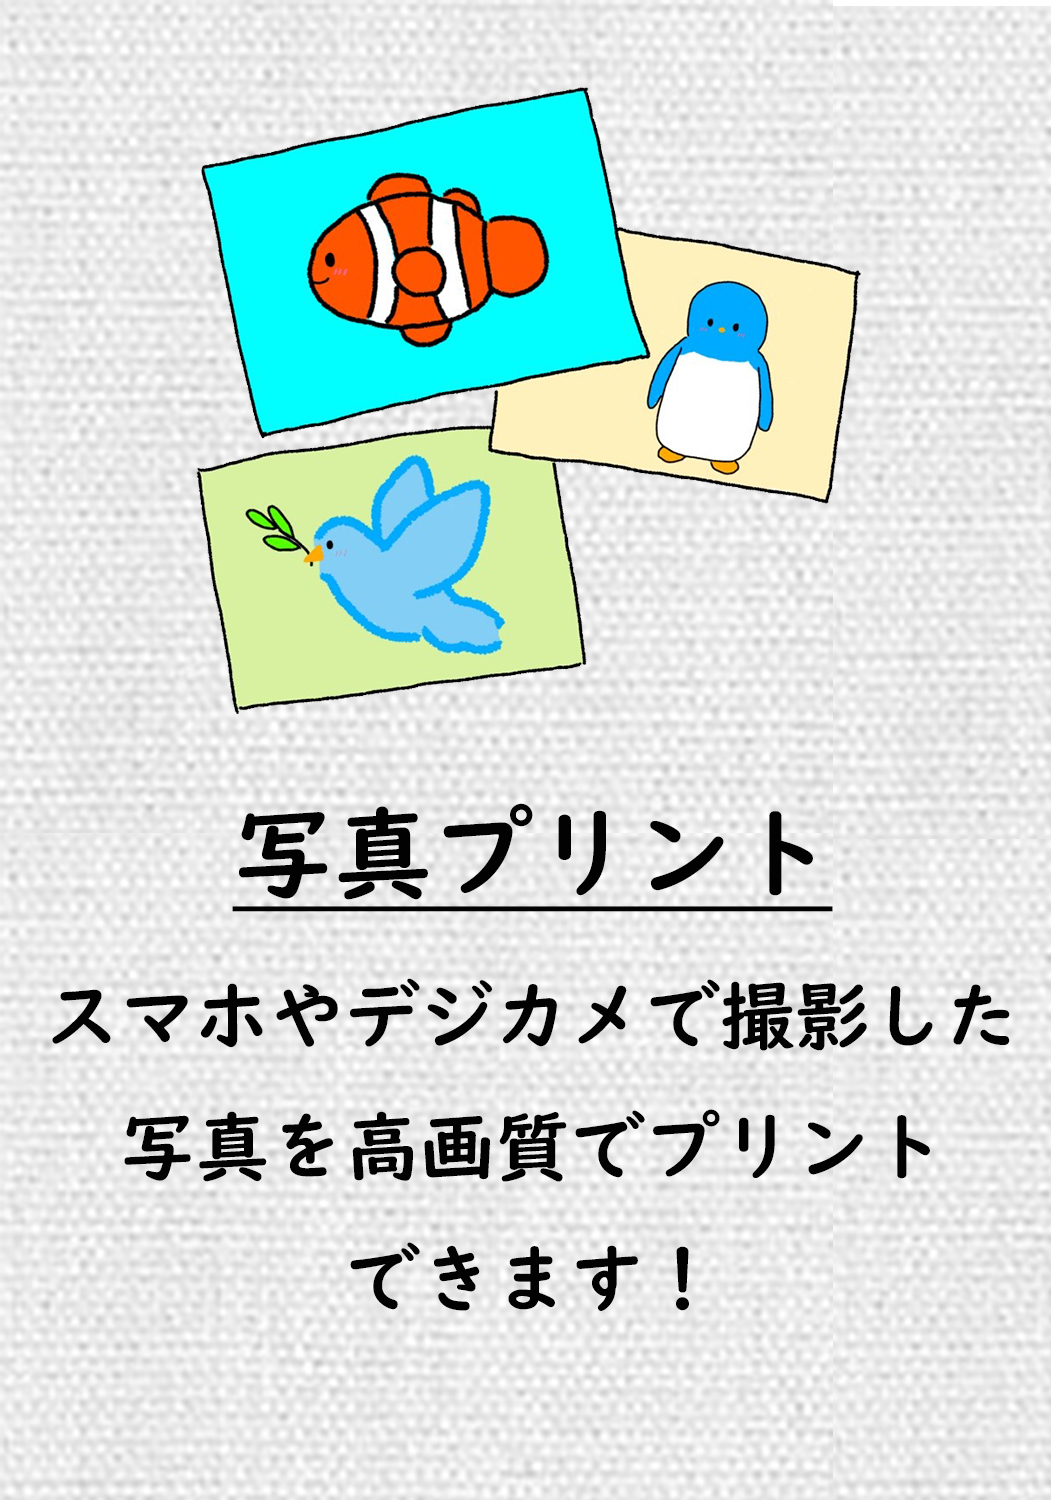 写真プリント
スマホやデジカメで撮影した
写真を高画質でプリント
できます！